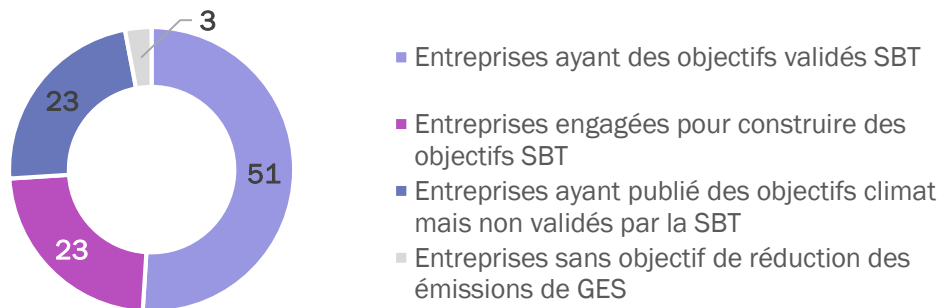 3
23
51
23
Entreprises ayant des objectifs validés SBT
Entreprises engagées pour construire des
objectifs SBT
Entreprises ayant publié des objectifs climat
mais non validés par la SBT
Entreprises sans objectif de réduction des
émissions de GES